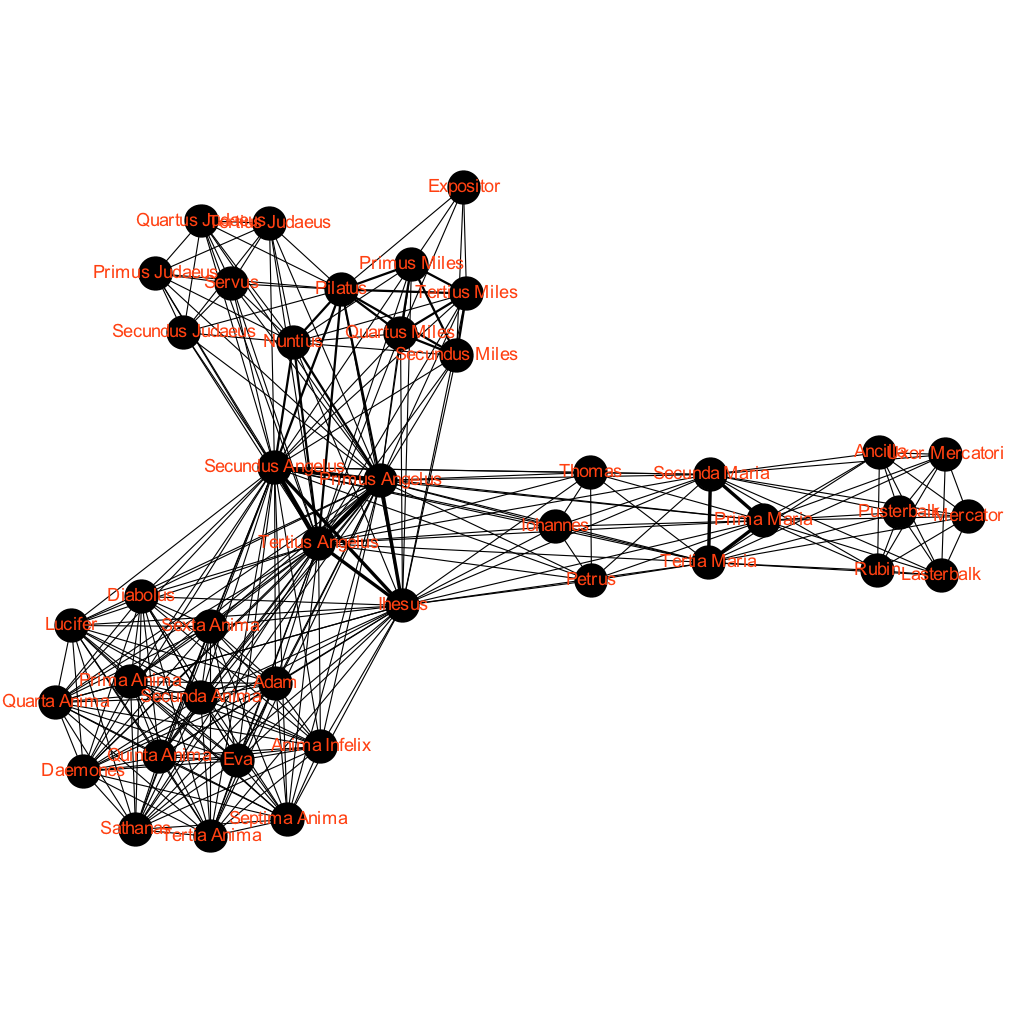 Expositor
Quartus Judaeus
Tertius Judaeus
Primus Miles
Primus Judaeus
Servus
Pilatus
Tertius Miles
Secundus Judaeus
Nuntius
Quartus Miles
Secundus Miles
Secundus Angelus
Primus Angelus
Thomas
Secunda Maria
Ancilla
Uxor Mercatori
Iohannes
Prima Maria
Pusterbalk
Mercator
Tertius Angelus
Tertia Maria
Petrus
Rubin
Lasterbalk
Diabolus
Ihesus
Lucifer
Sexta Anima
Prima Anima
Secunda Anima
Adam
Quarta Anima
Quinta Anima
Eva
Anima Infelix
Daemones
Sathanas
Tertia Anima
Septima Anima